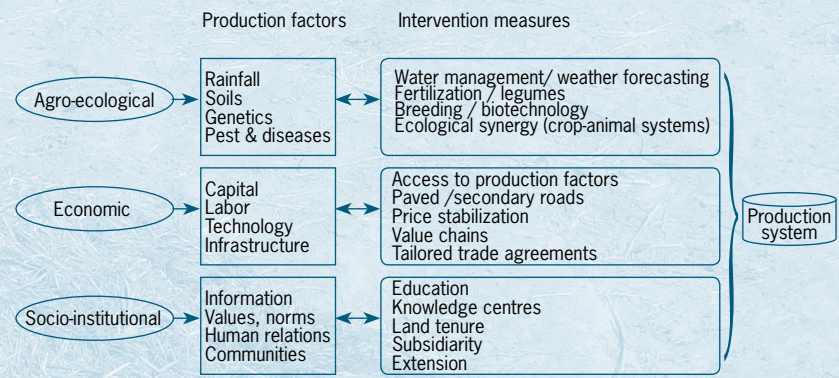 Production factors
Intervention measures
Agro-ecological
Rainfall
Soils
Genetics
Pest & diseases
Water management/ weather forecasting
Fertilization / legumes
Breeding / biotechnology
Ecological synergy (crop-animal systems)
Economic
Capital
Labor
Technology
Infrastructure
Access to production factors
Paved /secondary roads
Price stabilization
Value chains
Tailored trade agreements
Production
system
Socio-institutional
Information
Values, norms
Human relations
Communities
Education
Knowledge centres
Land tenure
Subsidiarity
Extension